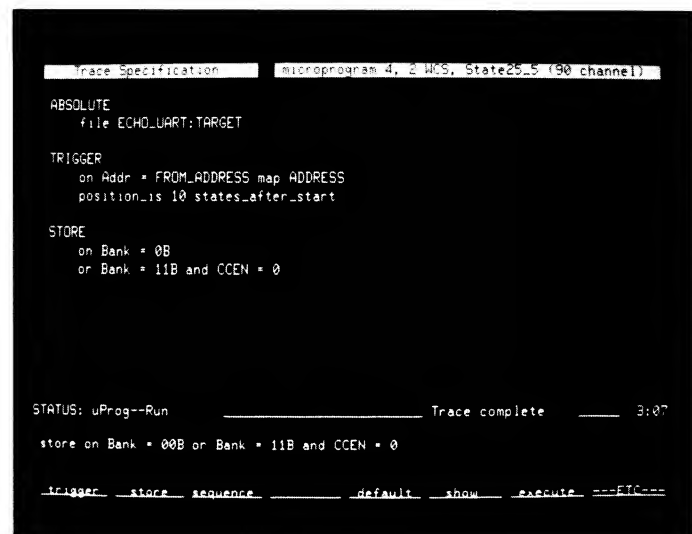 Trace Specification microprogram 4, 2 WCS, State25_5 (90 channel)
ABSOLUTE
file ECHO_UART:TARGET
TRIGGER
on Addr = FROM_ADDRESS map ADDRESS
position_is 10 states_after_start
STORE
on Bank = 0B
or Bank = 11B and CCEN = 0
STATUS: uProg--Run Trace complete 3:07
store on Bank = 00B or Bank = 11B and CCEN = 0
trigger store sequence default show execute ---ETC---